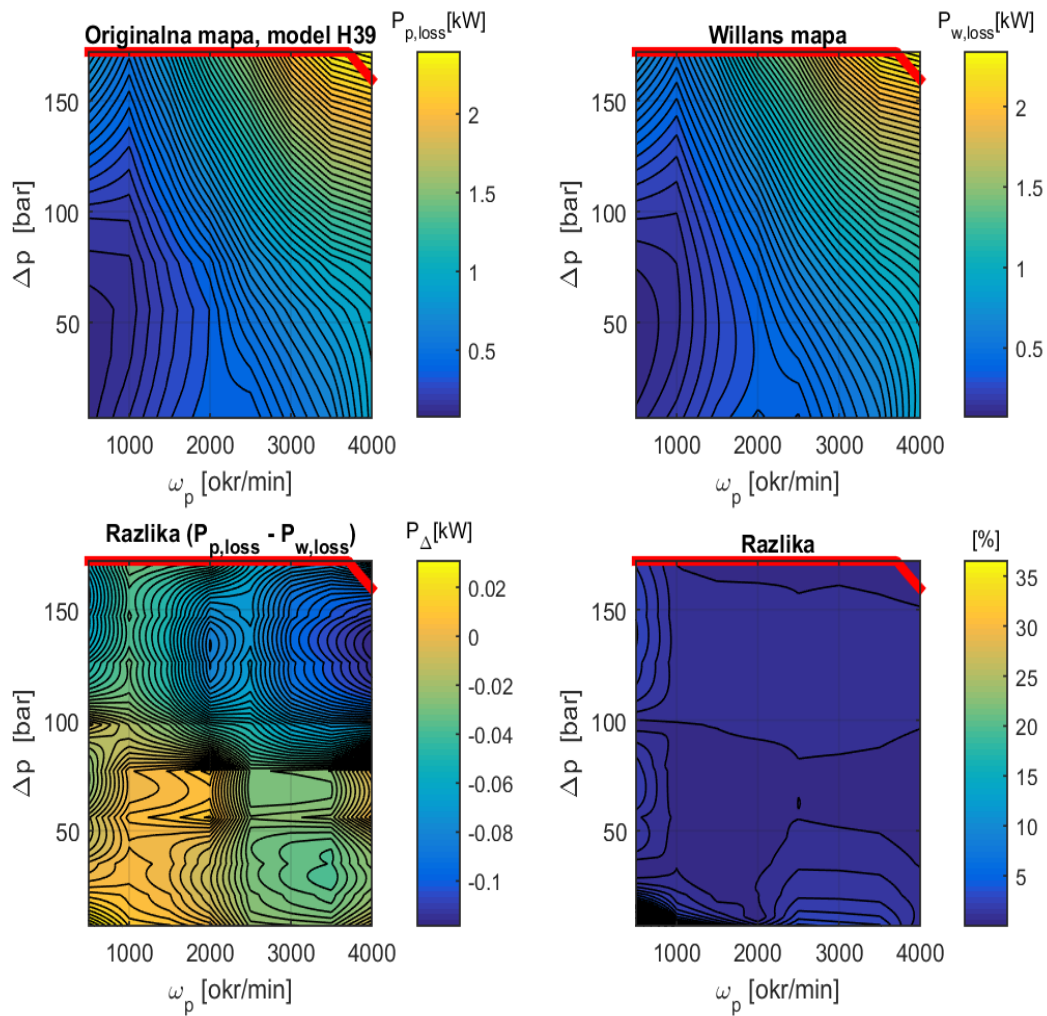 Originalna mapa, model H39
P_p,loss[kW]
150
100
50
Δp [bar]
1000 2000 3000 4000
ω_p [okr/min]
2
1.5
1
0.5
Willans mapa
P_w,loss[kW]
150
100
50
Δp [bar]
1000 2000 3000 4000
ω_p [okr/min]
2
1.5
1
0.5
Razlika (P_p,loss - P_w,loss)
P_Δ[kW]
150
100
50
Δp [bar]
1000 2000 3000 4000
ω_p [okr/min]
0.02
0
-0.02
-0.04
-0.06
-0.08
-0.1
Razlika
[%]
150
100
50
Δp [bar]
1000 2000 3000 4000
ω_p [okr/min]
35
30
25
20
15
10
5